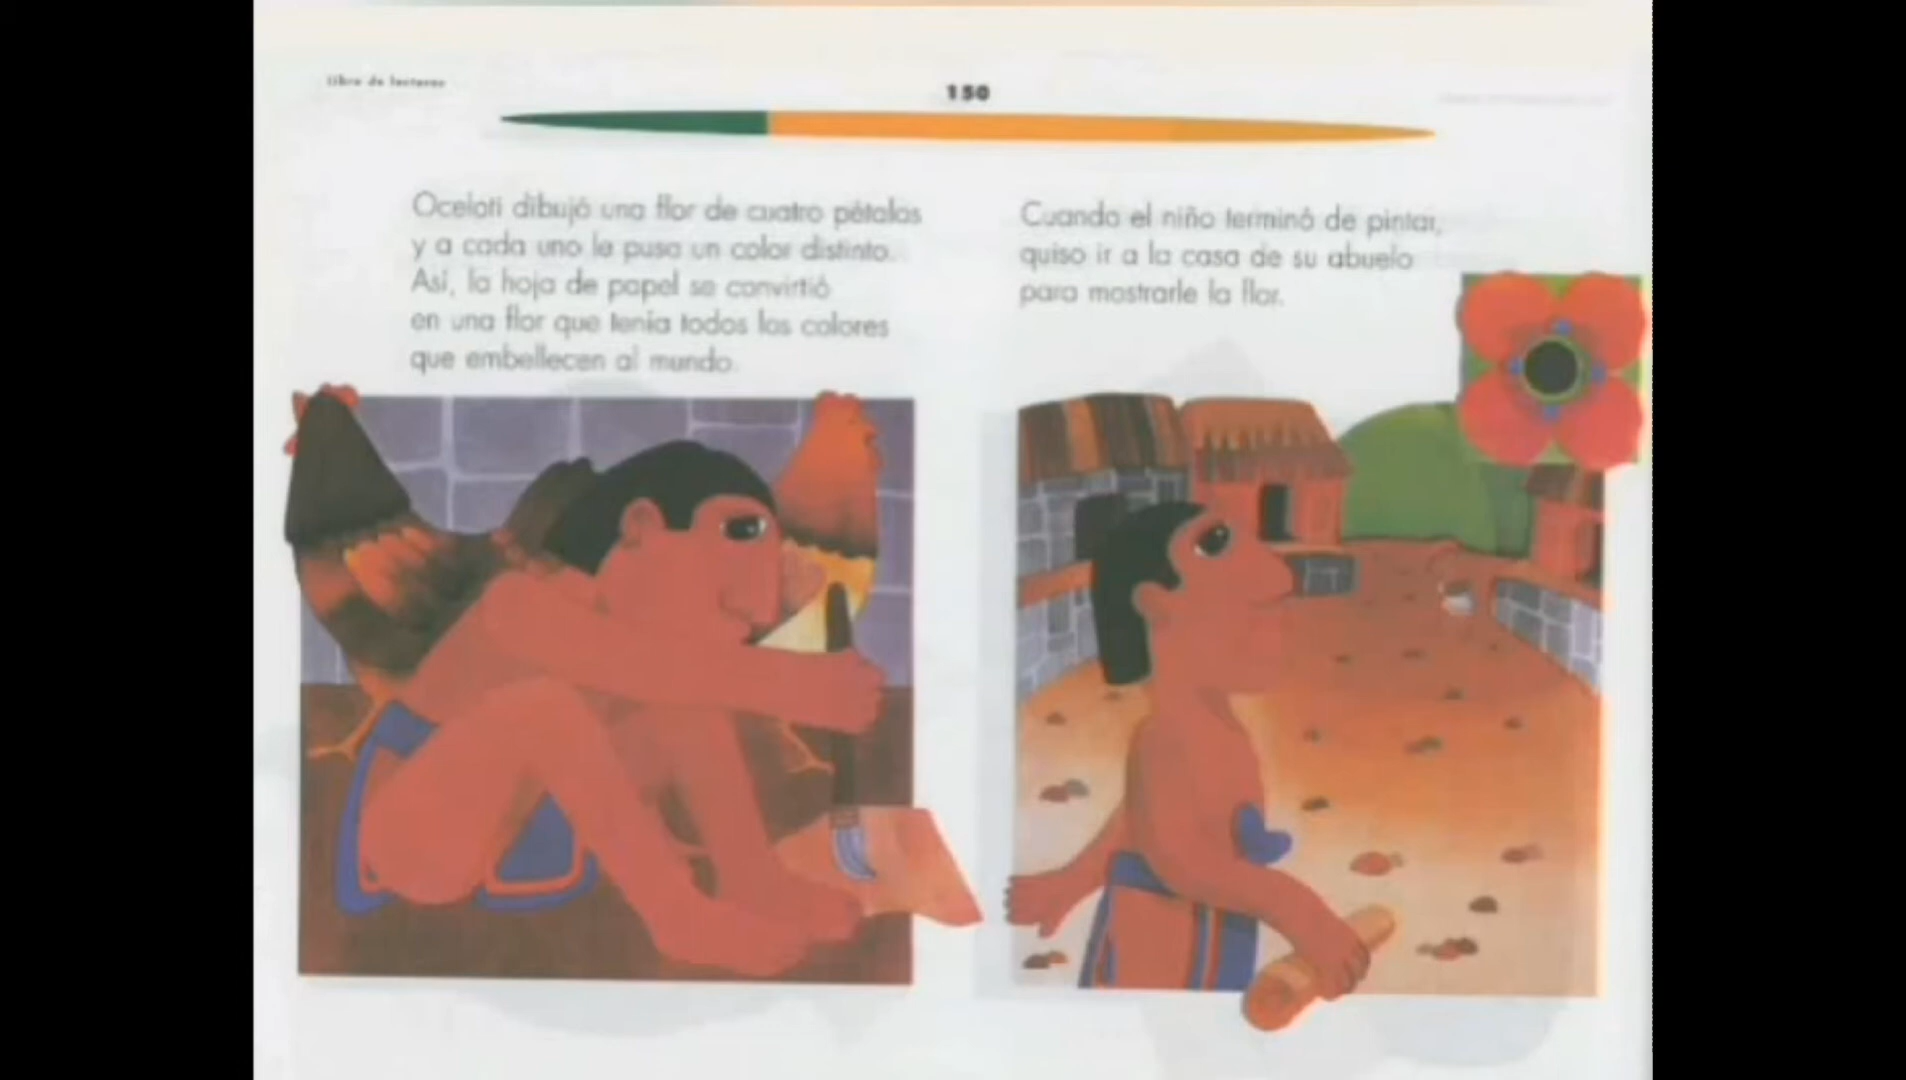 libro de lecturas
150
Ocelotl dibujó una flor de cuatro pétalos
y a cada uno le puso un color distinto.
Así, la hoja de papel se convirtió
en una flor que tenía todos los colores
que embellecen al mundo.
Cuando el niño terminó de pintar,
quiso ir a la casa de su abuelo
para mostrarle la flor.